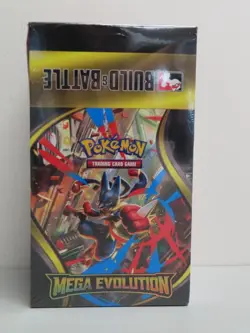 BUILD & BATTLE
POKÉMON
TRADING CARD GAME
MEGA EVOLUTION